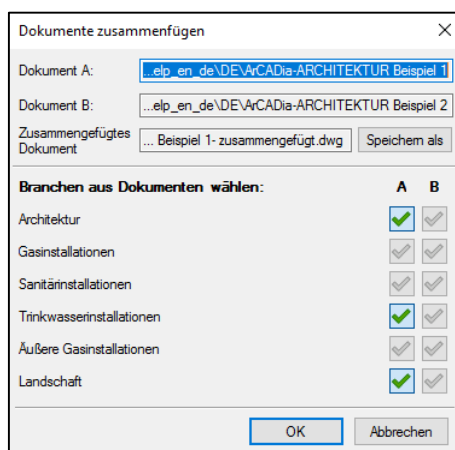 Dokumente zusammenfügen
Dokument A: ...elp_en_de\DE\ArCADia-ARCHITEKTUR Beispiel 1
Dokument B: ...elp_en_de\DE\ArCADia-ARCHITEKTUR Beispiel 2
Zusammengefügtes Dokument ... Beispiel 1- zusammengefügt.dwg Speichern als
Branchen aus Dokumenten wählen: A B
Architektur
Gasinstallationen
Sanitärinstallationen
Trinkwasserinstallationen
Äußere Gasinstallationen
Landschaft
OK Abbrechen